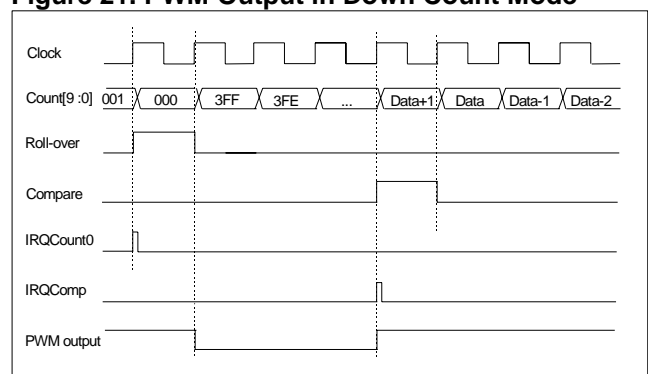 Figure 21. PWM Output in Down Count Mode
Clock
Count[9 :0] 001 000 3FF 3FE ... Data+1 Data Data-1 Data-2
Roll-over
Compare
IRQCount0
IRQComp
PWM output